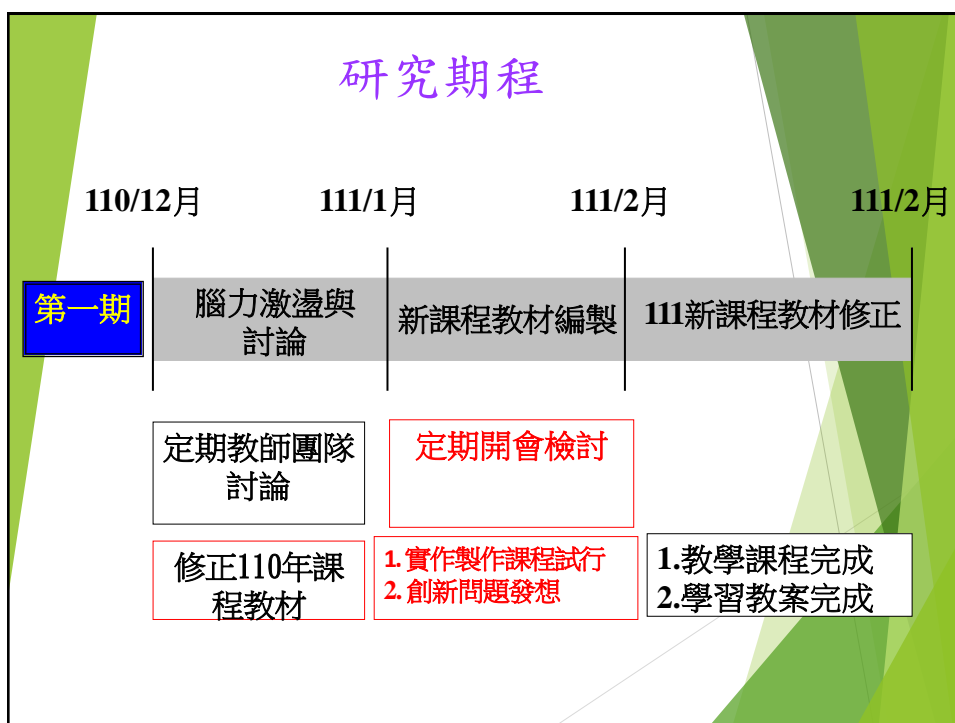 研究期程
110/12月
111/1月
111/2月
111/2月
第一期
腦力激盪與
討論
新課程教材編製
111新課程教材修正
定期教師團隊
討論
定期開會檢討
修正110年課
程教材
1. 實作製作課程試行
2. 創新問題發想
1.教學課程完成
2.學習教案完成